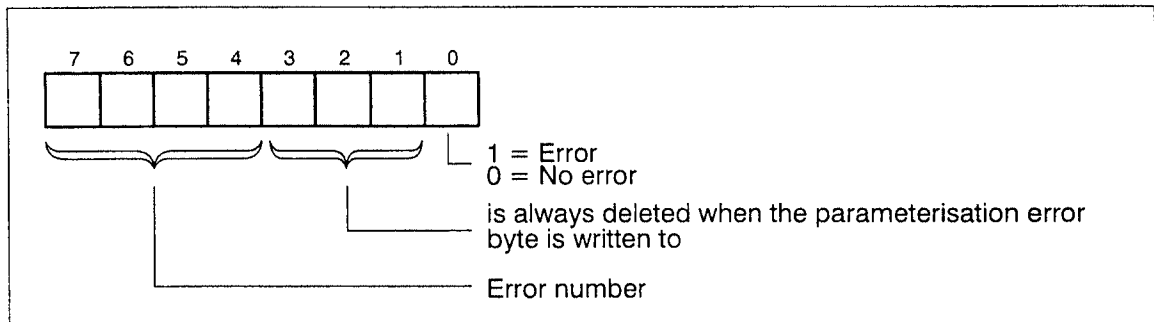 7 6 5 4 3 2 1 0
1 = Error
0 = No error
is always deleted when the parameterisation error
byte is written to
Error number